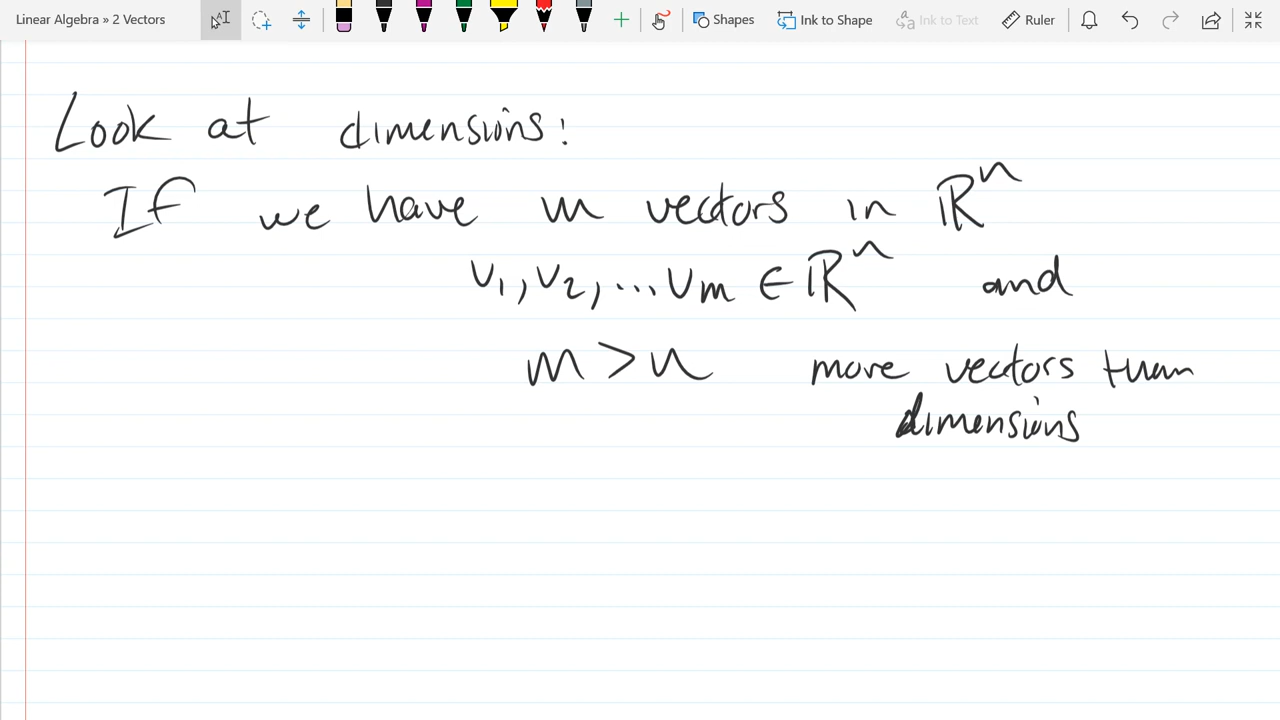 Linear Algebra » 2 Vectors
Shapes
Ink to Shape
Ink to Text
Ruler
Look at dimensions:
If we have m vectors in ℝⁿ
v₁, v₂, ... vₘ ∈ ℝⁿ and
m > n more vectors than
dimensions